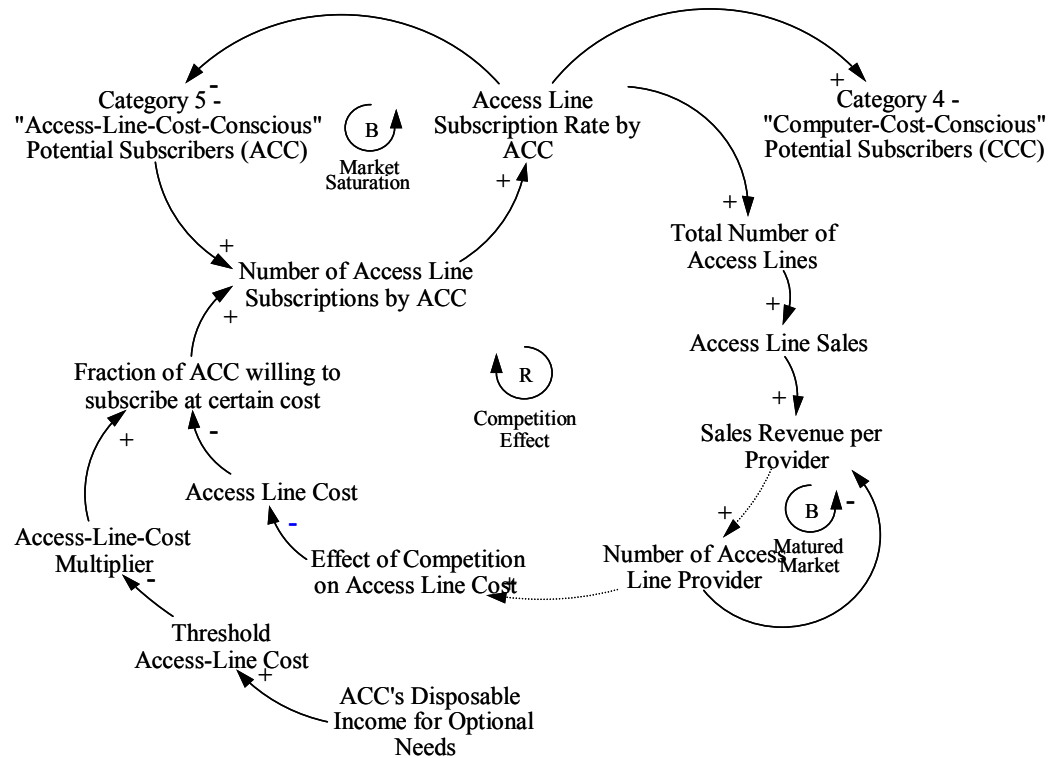 Category 5 -
"Access-Line-Cost-Conscious"
Potential Subscribers (ACC)
-
B
Market
Saturation
Access Line
Subscription Rate by
ACC
+
+
Category 4 -
"Computer-Cost-Conscious"
Potential Subscribers (CCC)
+
Total Number of
Access Lines
+
Number of Access Line
Subscriptions by ACC
+
+
Access Line Sales
+
Fraction of ACC willing to
subscribe at certain cost
+
-
R
Competition
Effect
Sales Revenue per
Provider
+
-
B
Matured
Market
Access Line Cost
-
Access-Line-Cost
Multiplier
-
Effect of Competition
on Access Line Cost
+
Number of Access
Line Provider
+
Threshold
Access-Line Cost
+
ACC's Disposable
Income for Optional
Needs